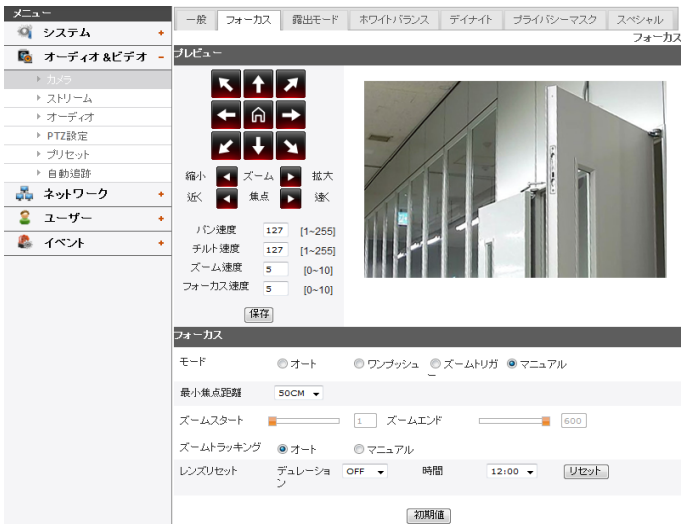 メニュー
システム +
オーディオ&ビデオ -
カメラ
ストリーム
オーディオ
PTZ設定
プリセット
自動追跡
ネットワーク +
ユーザー +
イベント +
一般 フォーカス 露出モード ホワイトバランス デイナイト プライバシーマスク スペシャル
フォーカス
プレビュー
縮小 ズーム 拡大
近く 焦点 速く
パン速度 127 [1~255]
チルト速度 127 [1~255]
ズーム速度 5 [0~10]
フォーカス速度 5 [0~10]
保存
フォーカス
モード オート ワンプッシュ ズームトリガー マニュアル
最小焦点距離 50CM
ズームスタート 1 ズームエンド 600
ズームトラッキング オート マニュアル
レンズリセット デュレーション OFF 時間 12:00 リセット
初期値